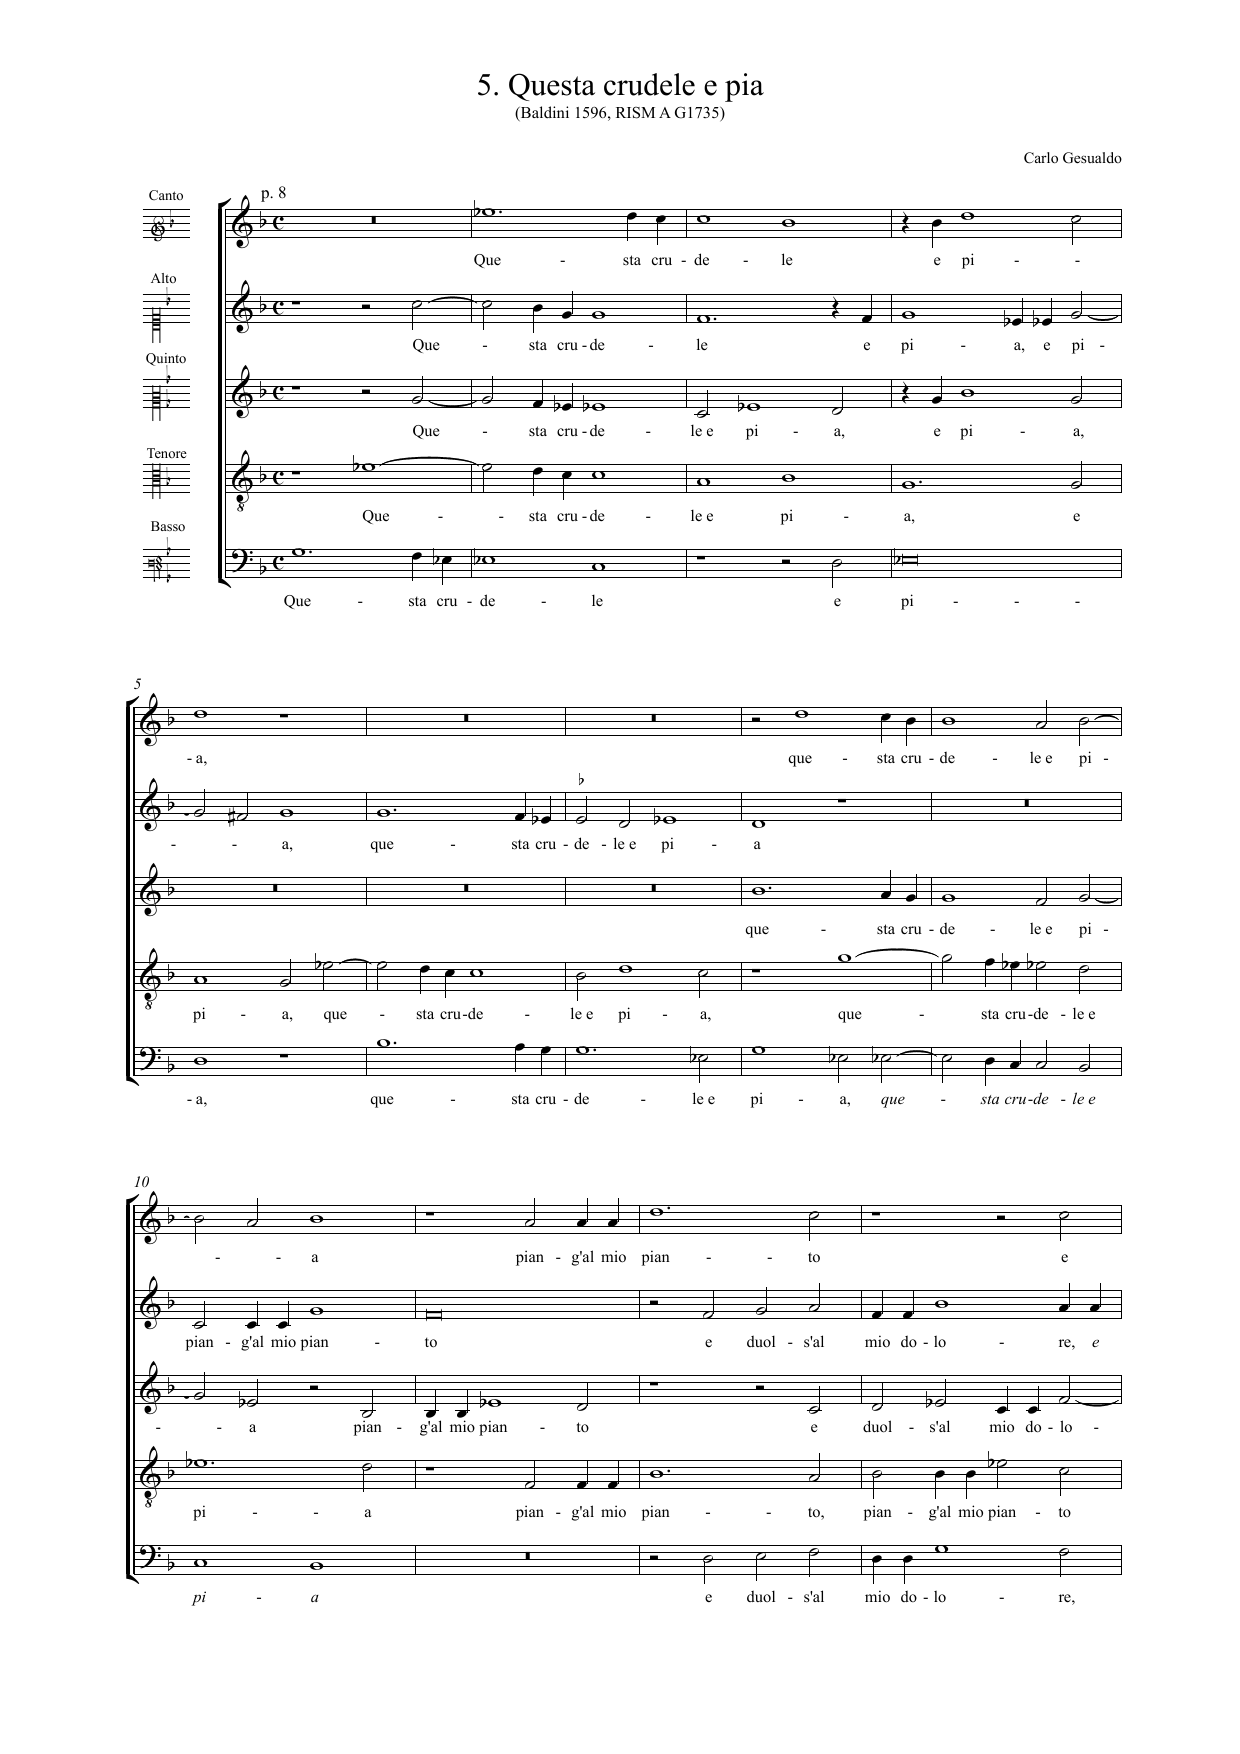 5. Questa crudele e pia
(Baldini 1596, RISM A G1735)
Carlo Gesualdo
p. 8
Canto
Que - sta cru - de - le e pi - -
Alto
Que - sta cru - de - le e pi - a, e pi -
Quinto
Que - sta cru - de - le e pi - a, e pi - a,
Tenore
8
Que - - sta cru - de - le e pi - a, e
Basso
Que - sta cru - de - le e pi - - -
5
- a, que - sta cru - de - le e pi -
- - a, que - sta cru - de - le e pi - a
que - sta cru - de - le e pi -
8
pi - a, que - sta cru-de - le e pi - a, que - sta cru-de - le e
- a, que - sta cru - de - le e pi - a, que - sta cru-de - le e
10
- - a pian - g'al mio pian - - to e
pian - g'al mio pian - to e duol - s'al mio do - lo - re, e
- - a pian - g'al mio pian - to e duol - s'al mio do - lo -
8
pi - - a pian - g'al mio pian - - to, pian - g'al mio pian - to
pi - a e duol - s'al mio do - lo - re,